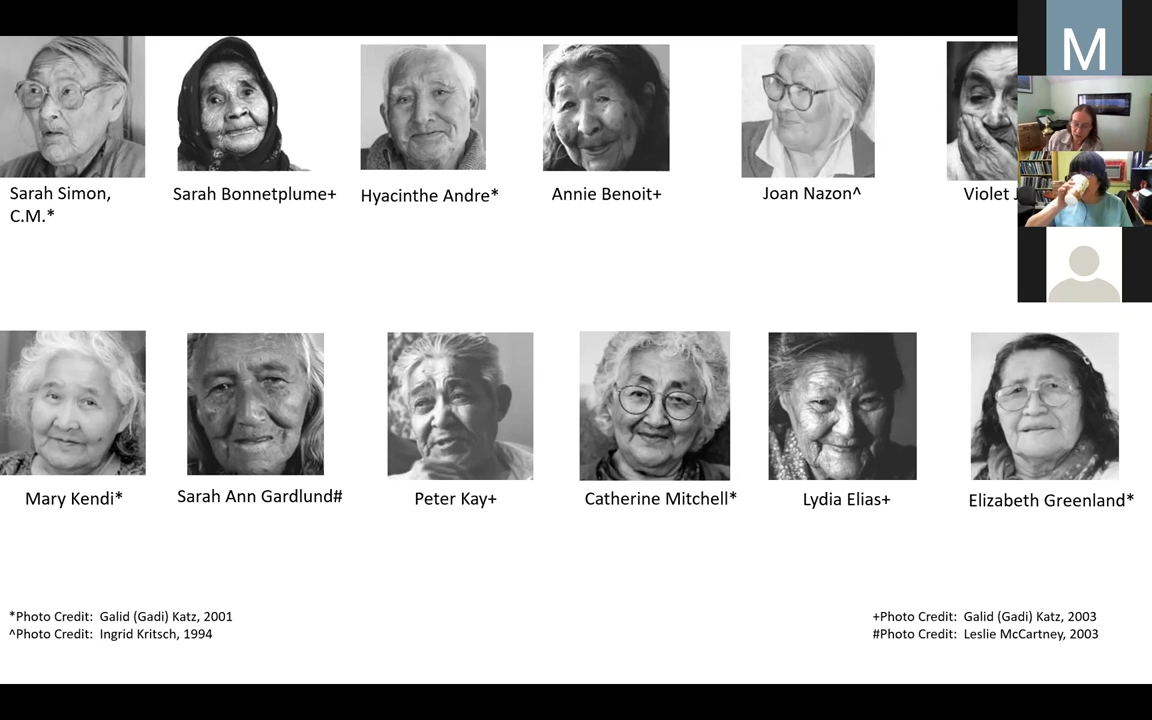 M
Sarah Simon,
C.M.*
Sarah Bonnetplume+
Hyacinthe Andre*
Annie Benoit+
Joan Nazon^
Violet
Mary Kendi*
Sarah Ann Gardlund#
Peter Kay+
Catherine Mitchell*
Lydia Elias+
Elizabeth Greenland*
*Photo Credit:  Galid (Gadi) Katz, 2001
^Photo Credit:  Ingrid Kritsch, 1994
+Photo Credit:  Galid (Gadi) Katz, 2003
#Photo Credit:  Leslie McCartney, 2003